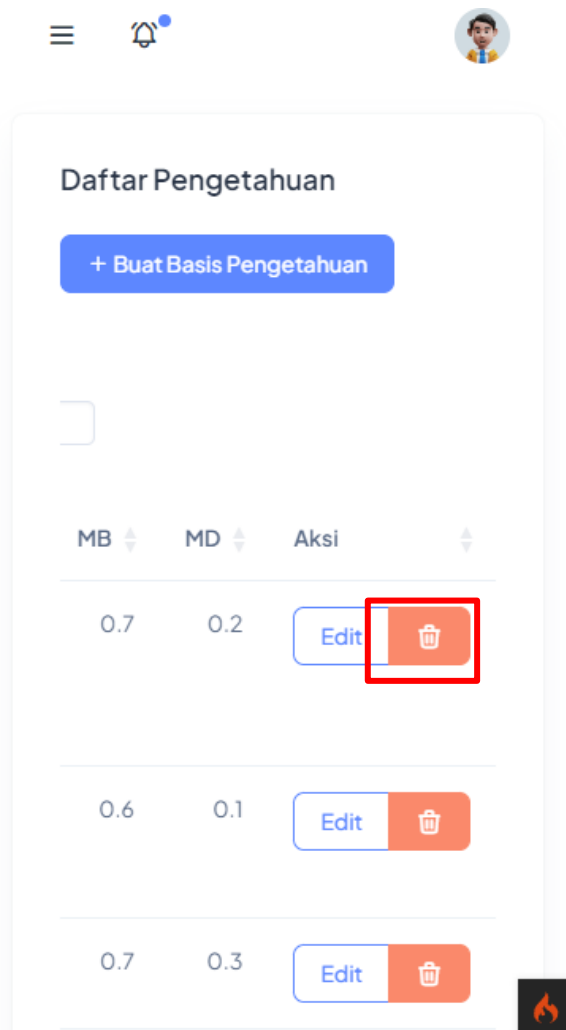 Daftar Pengetahuan
+ Buat Basis Pengetahuan
MB MD Aksi
0.7 0.2 Edit
0.6 0.1 Edit
0.7 0.3 Edit